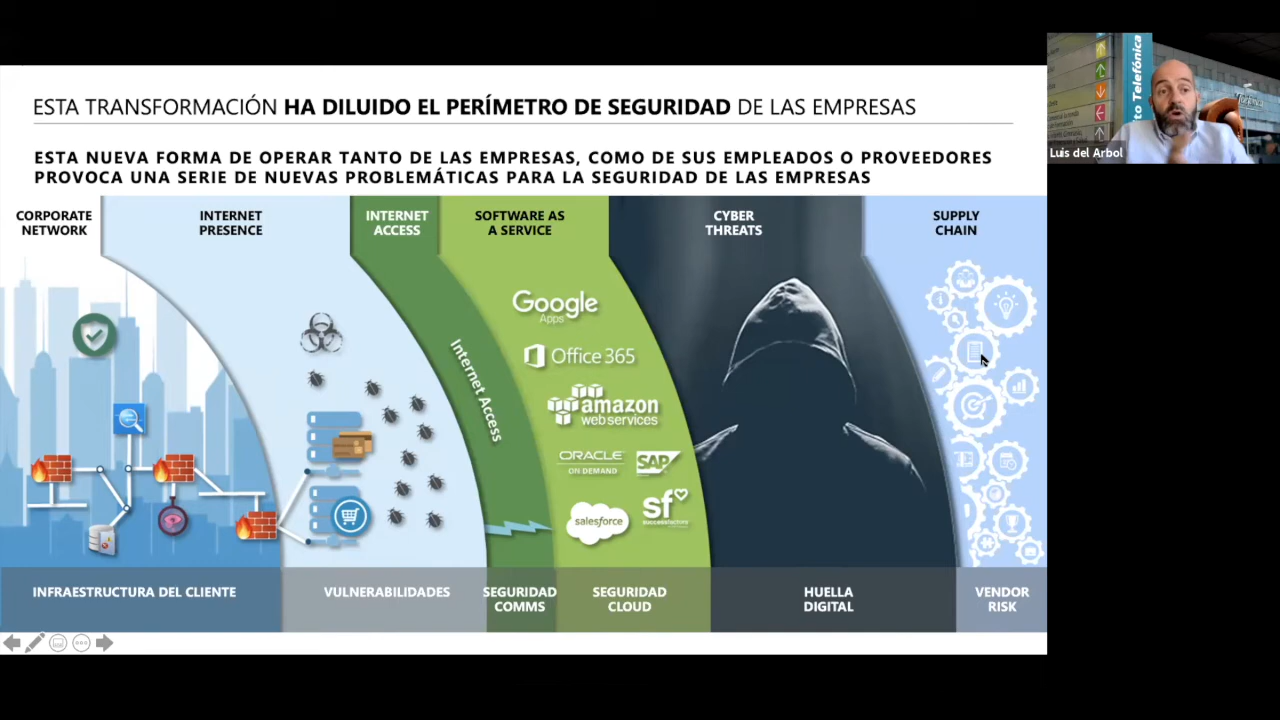 ESTA TRANSFORMACIÓN HA DILUIDO EL PERÍMETRO DE SEGURIDAD DE LAS EMPRESAS
ESTA NUEVA FORMA DE OPERAR TANTO DE LAS EMPRESAS, COMO DE SUS EMPLEADOS O PROVEEDORES
PROVOCA UNA SERIE DE NUEVAS PROBLEMÁTICAS PARA LA SEGURIDAD DE LAS EMPRESAS
CORPORATE
NETWORK
INTERNET
PRESENCE
INTERNET
ACCESS
SOFTWARE AS
A SERVICE
CYBER
THREATS
SUPPLY
CHAIN
Internet Access
Google
Apps
Office 365
amazon
web services
ORACLE
ON DEMAND
SAP
salesforce
sf
successfactors
INFRAESTRUCTURA DEL CLIENTE
VULNERABILIDADES
SEGURIDAD
COMMS
SEGURIDAD
CLOUD
HUELLA
DIGITAL
VENDOR
RISK
to Telefónica
Telefónica
Luis del Arbol